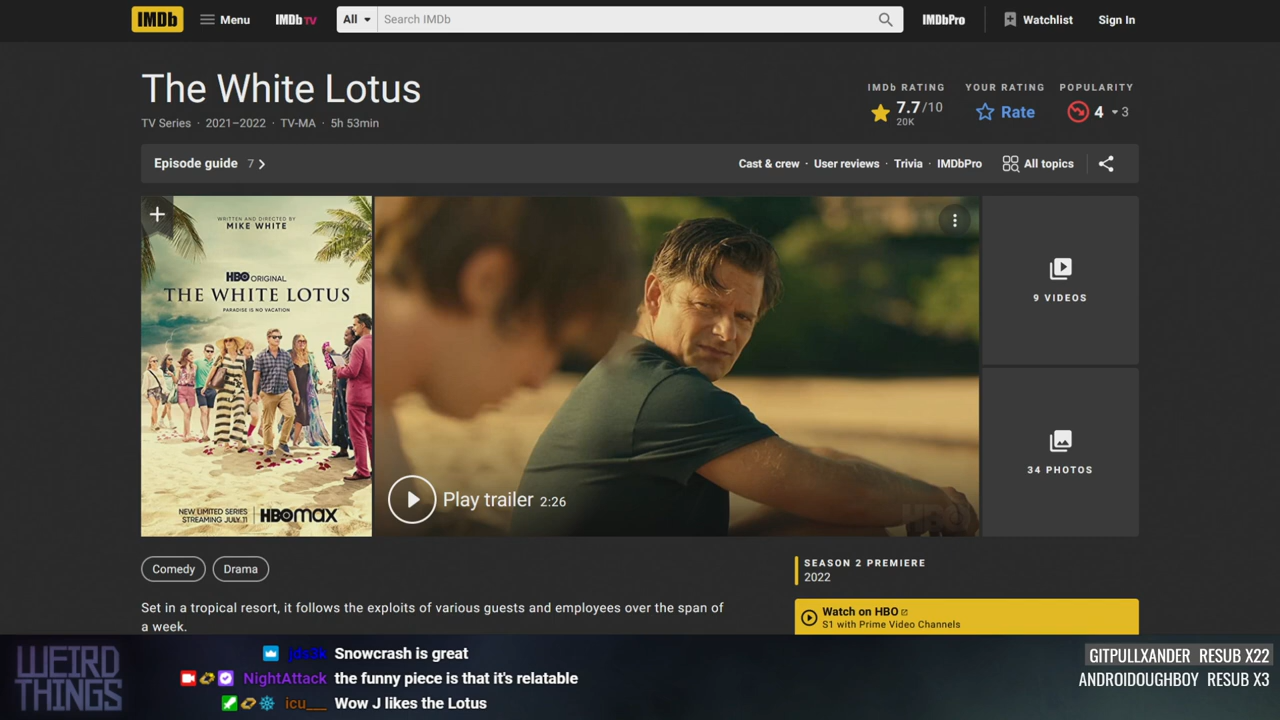 IMDb
Menu
IMDb TV
All
Search IMDb
IMDbPro
Watchlist
Sign In
The White Lotus
TV Series · 2021–2022 · TV-MA · 5h 53min
IMDb RATING
7.7/10
20K
YOUR RATING
Rate
POPULARITY
4
3
Episode guide 7
Cast & crew · User reviews · Trivia · IMDbPro
All topics
WRITTEN AND DIRECTED BY
MIKE WHITE
HBO ORIGINAL
THE WHITE LOTUS
PARADISE IS NO VACATION
NEW LIMITED SERIES
STREAMING JULY 11
HBOMAX
Play trailer 2:26
9 VIDEOS
34 PHOTOS
Comedy
Drama
Set in a tropical resort, it follows the exploits of various guests and employees over the span of
a week.
SEASON 2 PREMIERE
2022
Watch on HBO
S1 with Prime Video Channels
WEIRD
THINGS
jds3k Snowcrash is great
NightAttack the funny piece is that it's relatable
icu___ Wow J likes the Lotus
GITPULLXANDER RESUB X22
ANDROIDOUGHBOY RESUB X3